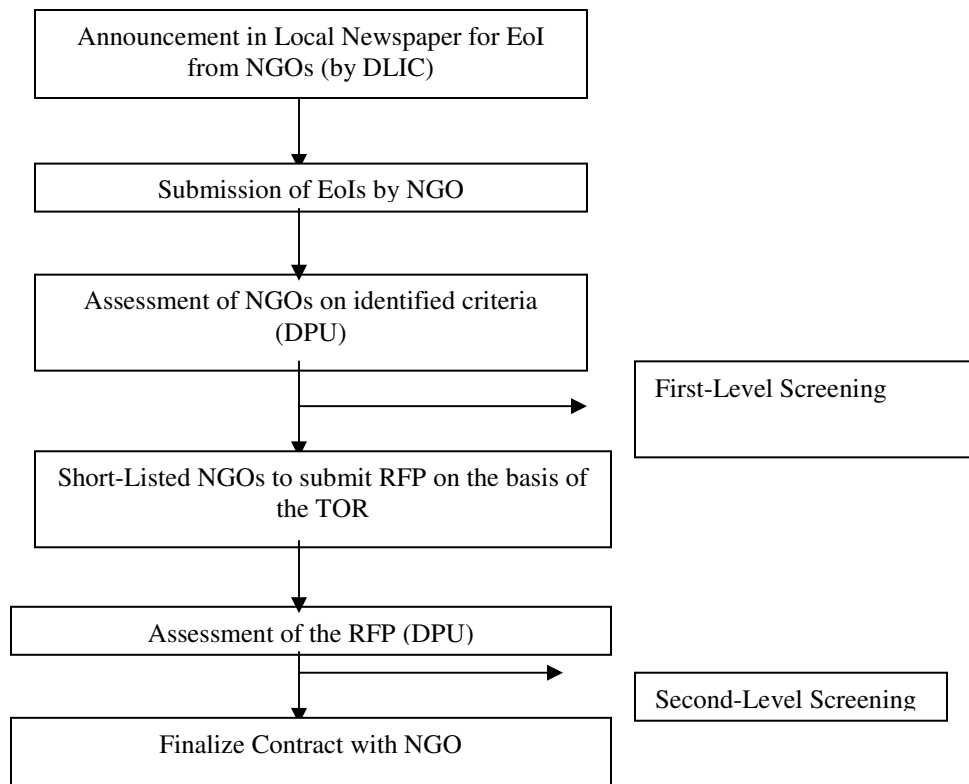 Announcement in Local Newspaper for EoI
from NGOs (by DLIC)
Submission of EoIs by NGO
Assessment of NGOs on identified criteria
(DPU)
First-Level Screening
Short-Listed NGOs to submit RFP on the basis of
the TOR
Assessment of the RFP (DPU)
Second-Level Screening
Finalize Contract with NGO